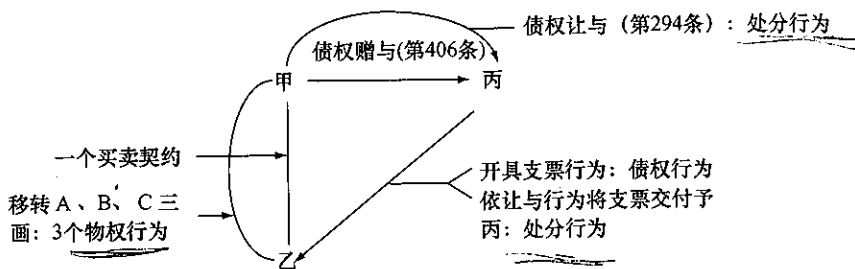 债权让与（第294条）：处分行为
债权赠与(第406条)
甲
丙
一个买卖契约
移转A、B、C三
画：3个物权行为
开具支票行为：债权行为
依让与行为将支票交付予
丙：处分行为
乙